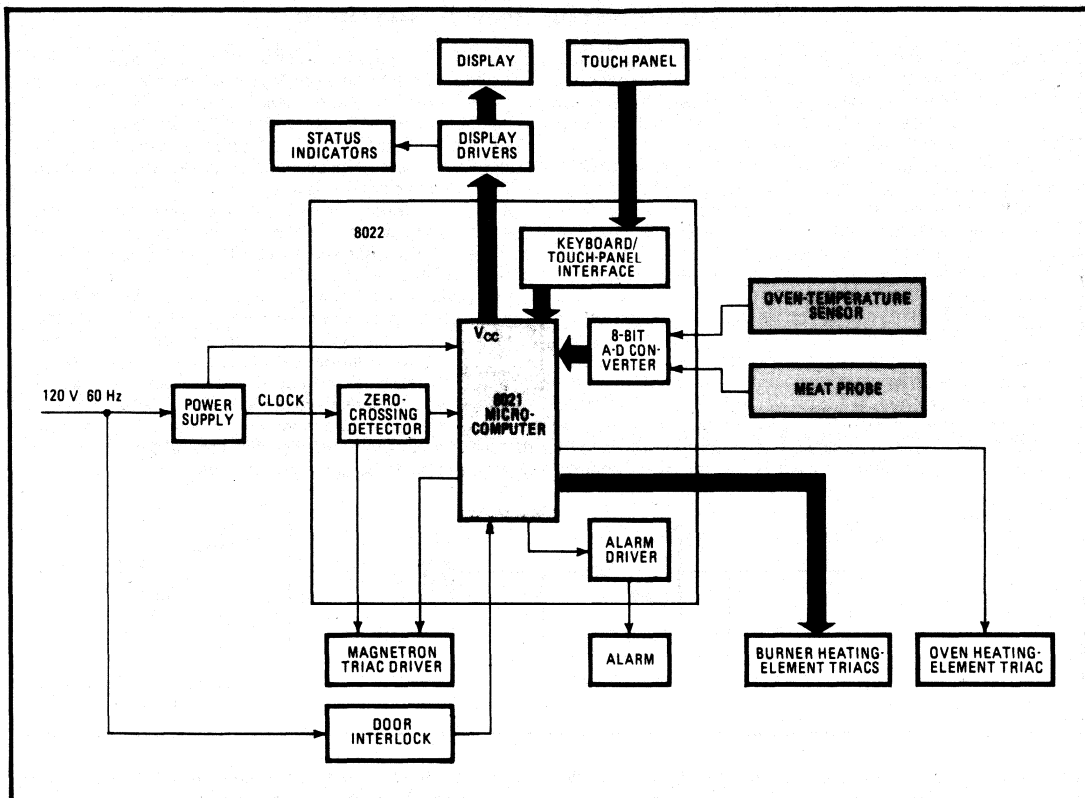 DISPLAY
TOUCH PANEL
STATUS
INDICATORS
DISPLAY
DRIVERS
8022
KEYBOARD/
TOUCH-PANEL
INTERFACE
OVEN-TEMPERATURE
SENSOR
VCC
8-BIT
A-D CON-
VERTER
MEAT PROBE
120 V 60 Hz
POWER
SUPPLY
CLOCK
ZERO-
CROSSING
DETECTOR
8021
MICRO-
COMPUTER
ALARM
DRIVER
MAGNETRON
TRIAC DRIVER
ALARM
BURNER HEATING-
ELEMENT TRIACS
OVEN HEATING-
ELEMENT TRIAC
DOOR
INTERLOCK